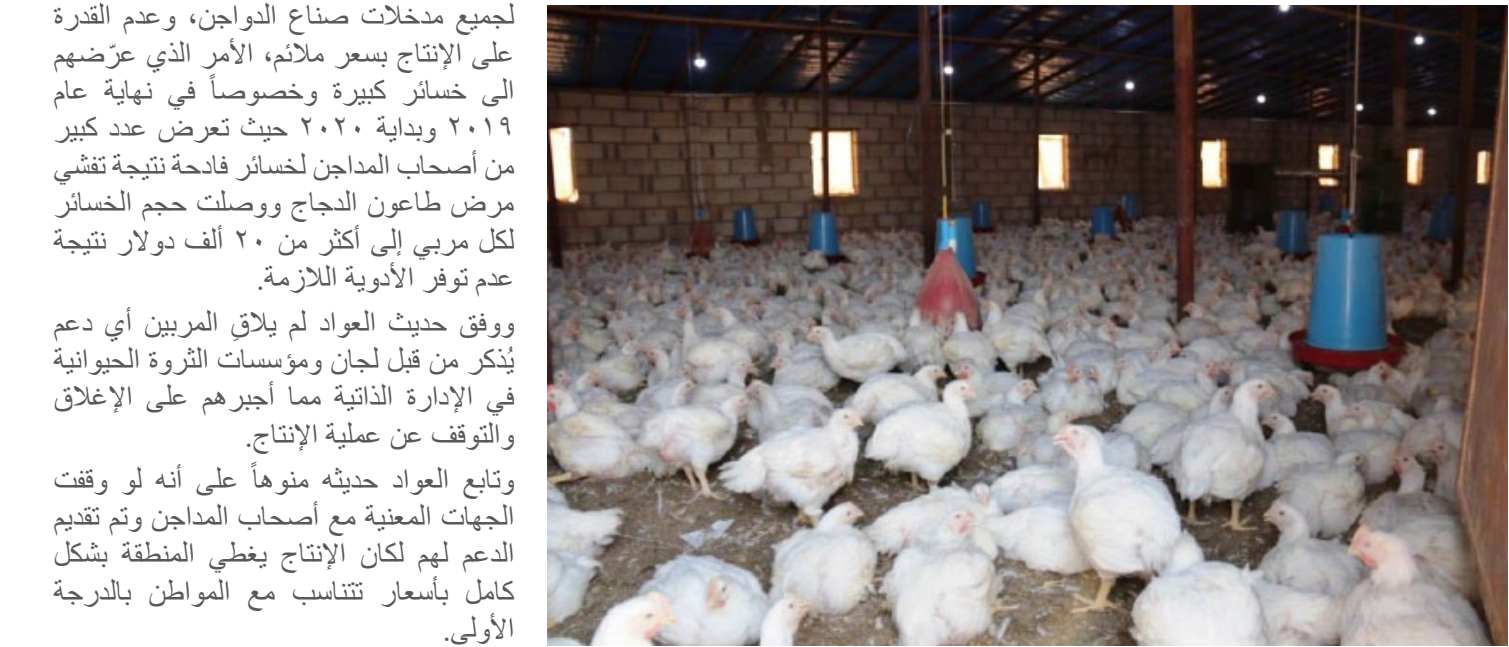 لجميع مدخلات صناع الدواجن، وعدم القدرة
على الإنتاج بسعر ملائم، الأمر الذي عرّضهم
الى خسائر كبيرة وخصوصاً في نهاية عام
٢٠١٩ وبداية ٢٠٢٠ حيث تعرض عدد كبير
من أصحاب المداجن لخسائر فادحة نتيجة تفشي
مرض طاعون الدجاج ووصلت حجم الخسائر
لكل مربي إلى أكثر من ٢٠ ألف دولار نتيجة
عدم توفر الأدوية اللازمة.
ووفق حديث العواد لم يلاقِ المربين أي دعم
يُذكر من قبل لجان ومؤسسات الثروة الحيوانية
في الإدارة الذاتية مما أجبرهم على الإغلاق
والتوقف عن عملية الإنتاج.
وتابع العواد حديثه منوهاً على أنه لو وقفت
الجهات المعنية مع أصحاب المداجن وتم تقديم
الدعم لهم لكان الإنتاج يغطي المنطقة بشكل
كامل بأسعار تتناسب مع المواطن بالدرجة
الأولى.